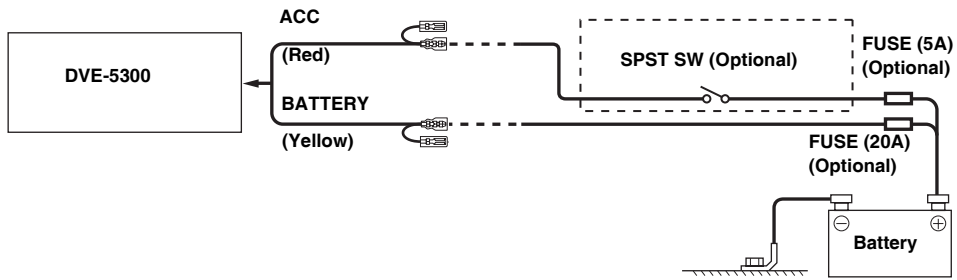 ACC
(Red)
DVE-5300
BATTERY
(Yellow)
SPST SW (Optional)
FUSE (5A)
(Optional)
FUSE (20A)
(Optional)
⊖ ⊕
Battery